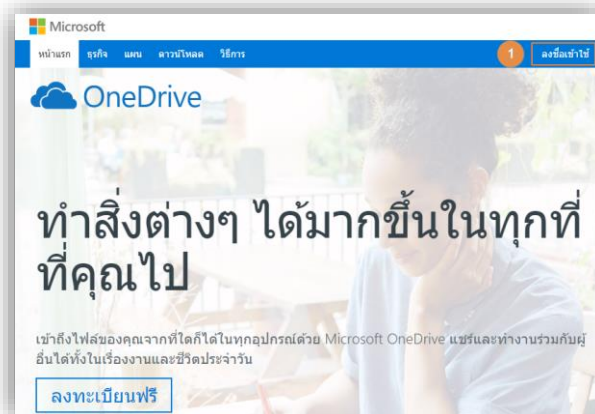 Microsoft
หน้าแรก ธุรกิจ แผน ดาวน์โหลด วิธีการ 1 ลงชื่อเข้าใช้
OneDrive
ทำสิ่งต่างๆ ได้มากขึ้นในทุกที่
ที่คุณไป
เข้าถึงไฟล์ของคุณจากที่ใดก็ได้ในทุกอุปกรณ์ด้วย Microsoft OneDrive แชร์และทำงานร่วมกับผู้
อื่นได้ทั้งในเรื่องงานและชีวิตประจำวัน
ลงทะเบียนฟรี